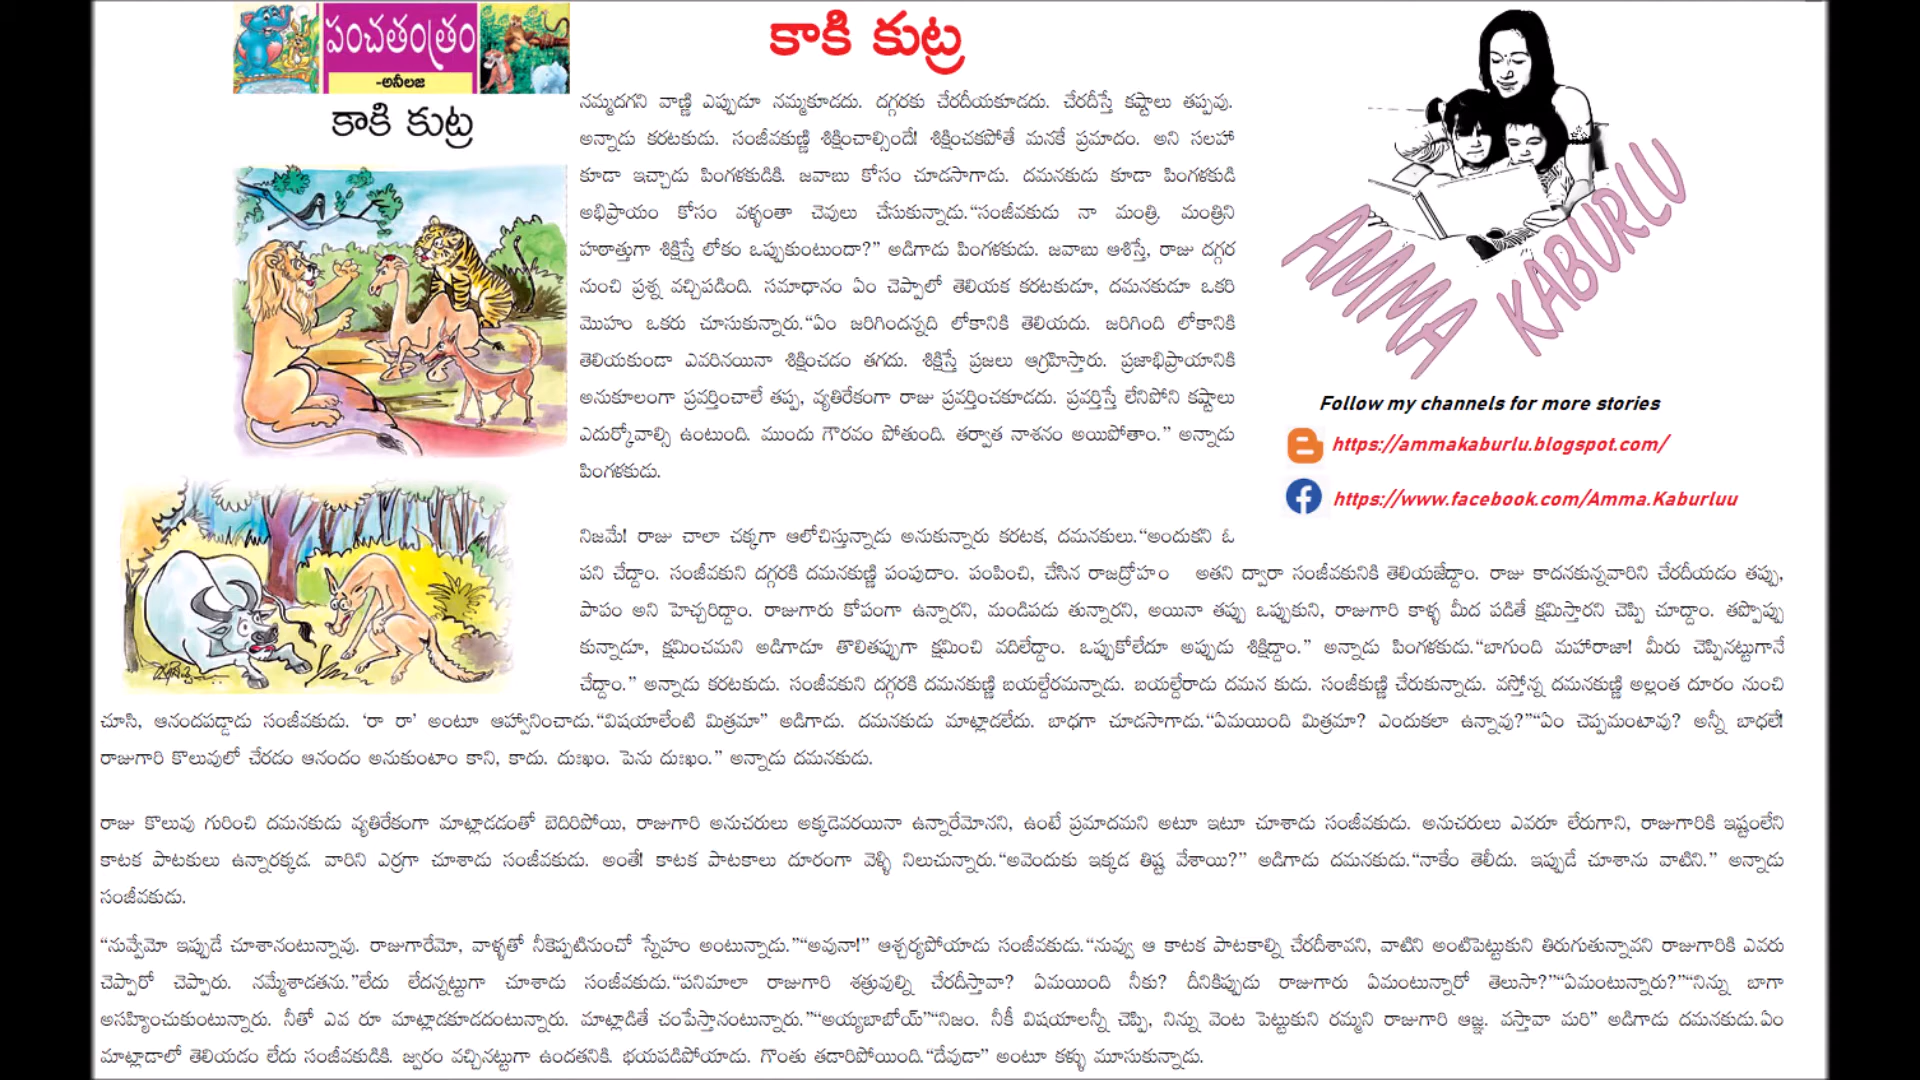 పంచతంత్రం
-అనీలజ
కాకి కుట్ర
కాకి కుట్ర
నమ్మదగని వాణ్ణి ఎప్పుడూ నమ్మకూడదు. దగ్గరకు చేరదీయకూడదు. చేరదీస్తే కష్టాలు తప్పవు.
అన్నాడు కరటకుడు. సంజీవకుణ్ణి శిక్షించాల్సిందే! శిక్షించకపోతే మనకే ప్రమాదం. అని సలహా
కూడా ఇచ్చాడు పింగళకుడికి. జవాబు కోసం చూడసాగాడు. దమనకుడు కూడా పింగళకుడి
అభిప్రాయం కోసం వళ్ళంతా చెవులు చేసుకున్నాడు.“సంజీవకుడు నా మంత్రి. మంత్రిని
హఠాత్తుగా శిక్షిస్తే లోకం ఒప్పుకుంటుందా?” అడిగాడు పింగళకుడు. జవాబు ఆశిస్తే, రాజు దగ్గర
నుంచి ప్రశ్న వచ్చిపడింది. సమాధానం ఏం చెప్పాలో తెలియక కరటకుడూ, దమనకుడూ ఒకరి
మొహం ఒకరు చూసుకున్నారు.“ఏం జరిగిందన్నది లోకానికి తెలియదు. జరిగింది లోకానికి
తెలియకుండా ఎవరినయినా శిక్షించడం తగదు. శిక్షిస్తే ప్రజలు ఆగ్రహిస్తారు. ప్రజాభిప్రాయానికి
అనుకూలంగా ప్రవర్తించాలే తప్ప, వ్యతిరేకంగా రాజు ప్రవర్తించకూడదు. ప్రవర్తిస్తే లేనిపోని కష్టాలు
ఎదుర్కోవాల్సి ఉంటుంది. ముందు గౌరవం పోతుంది. తర్వాత నాశనం అయిపోతాం.” అన్నాడు
పింగళకుడు.
AMMA KABURLU
Follow my channels for more stories
https://ammakaburlu.blogspot.com/
https://www.facebook.com/Amma.Kaburluu
నిజమే! రాజు చాలా చక్కగా ఆలోచిస్తున్నాడు అనుకున్నారు కరటక, దమనకులు.“అందుకని ఓ
పని చేద్దాం. సంజీవకుని దగ్గరకి దమనకుణ్ణి పంపుదాం. పంపించి, చేసిన రాజద్రోహం అతని ద్వారా సంజీవకునికి తెలియజేద్దాం. రాజు కాదనకున్నవారిని చేరదీయడం తప్పు,
పాపం అని హెచ్చరిద్దాం. రాజుగారు కోపంగా ఉన్నారని, మండిపడు తున్నారని, అయినా తప్పు ఒప్పుకుని, రాజుగారి కాళ్ళ మీద పడితే క్షమిస్తారని చెప్పి చూద్దాం. తప్పొప్పు
కున్నాడూ, క్షమించమని అడిగాడూ తొలితప్పుగా క్షమించి వదిలేద్దాం. ఒప్పుకోలేదూ అప్పుడు శిక్షిద్దాం.” అన్నాడు పింగళకుడు.“బాగుంది మహారాజా! మీరు చెప్పినట్టుగానే
చేద్దాం.” అన్నాడు కరటకుడు. సంజీవకుని దగ్గరకి దమనకుణ్ణి బయల్దేరమన్నాడు. బయల్దేరాడు దమన కుడు. సంజీకుణ్ణి చేరుకున్నాడు. వస్తోన్న దమనకుణ్ణి అల్లంత దూరం నుంచి
చూసి, ఆనందపడ్డాడు సంజీవకుడు. ‘రా రా’ అంటూ ఆహ్వానించాడు.“విషయాలేంటి మిత్రమా” అడిగాడు. దమనకుడు మాట్లాడలేదు. బాధగా చూడసాగాడు.“ఏమయింది మిత్రమా? ఎందుకలా ఉన్నావు?”“ఏం చెప్పమంటావు? అన్నీ బాధలే!
రాజుగారి కొలువులో చేరడం ఆనందం అనుకుంటాం కాని, కాదు. దుఃఖం. పెను దుఃఖం.” అన్నాడు దమనకుడు.
రాజు కొలువు గురించి దమనకుడు వ్యతిరేకంగా మాట్లాడడంతో బెదిరిపోయి, రాజుగారి అనుచరులు అక్కడెవరయినా ఉన్నారేమోనని, ఉంటే ప్రమాదమని అటూ ఇటూ చూశాడు సంజీవకుడు. అనుచరులు ఎవరూ లేరుగాని, రాజుగారికి ఇష్టంలేని
కాటక పాటకులు ఉన్నారక్కడ. వారిని ఎర్రగా చూశాడు సంజీవకుడు. అంతే! కాటక పాటకాలు దూరంగా వెళ్ళి నిలుచున్నారు.“అవెందుకు ఇక్కడ తిష్ట వేశాయి?” అడిగాడు దమనకుడు.“నాకేం తెలీదు. ఇప్పుడే చూశాను వాటిని.” అన్నాడు
సంజీవకుడు.
“నువ్వేమో ఇప్పుడే చూశానంటున్నావు. రాజుగారేమో, వాళ్ళతో నీకెప్పటినుంచో స్నేహం అంటున్నాడు.”“అవునా!” ఆశ్చర్యపోయాడు సంజీవకుడు.“నువ్వు ఆ కాటక పాటకాల్ని చేరదీశావని, వాటిని అంటిపెట్టుకుని తిరుగుతున్నావని రాజుగారికి ఎవరు
చెప్పారో చెప్పారు. నమ్మేశాడతను.”లేదు లేదన్నట్టుగా చూశాడు సంజీవకుడు.“పనిమాలా రాజుగారి శత్రువుల్ని చేరదీస్తావా? ఏమయింది నీకు? దీనికిప్పుడు రాజుగారు ఏమంటున్నారో తెలుసా?”“ఏమంటున్నారు?”“నిన్ను బాగా
అసహ్యించుకుంటున్నారు. నీతో ఎవ రూ మాట్లాడకూడదంటున్నారు. మాట్లాడితే చంపేస్తానంటున్నారు.”“అయ్యబాబోయ్”“నిజం. నీకీ విషయాలన్నీ చెప్పి, నిన్ను వెంట పెట్టుకుని రమ్మని రాజుగారి ఆజ్ఞ. వస్తావా మరి” అడిగాడు దమనకుడు.ఏం
మాట్లాడాలో తెలియడం లేదు సంజీవకుడికి. జ్వరం వచ్చినట్టుగా ఉందతనికి. భయపడిపోయాడు. గొంతు తడారిపోయింది.“దేవుడా” అంటూ కళ్ళు మూసుకున్నాడు.